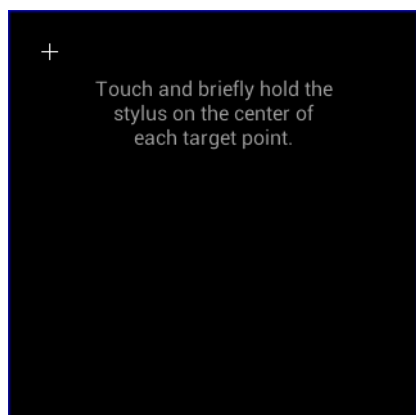 Touch and briefly hold the
stylus on the center of
each target point.